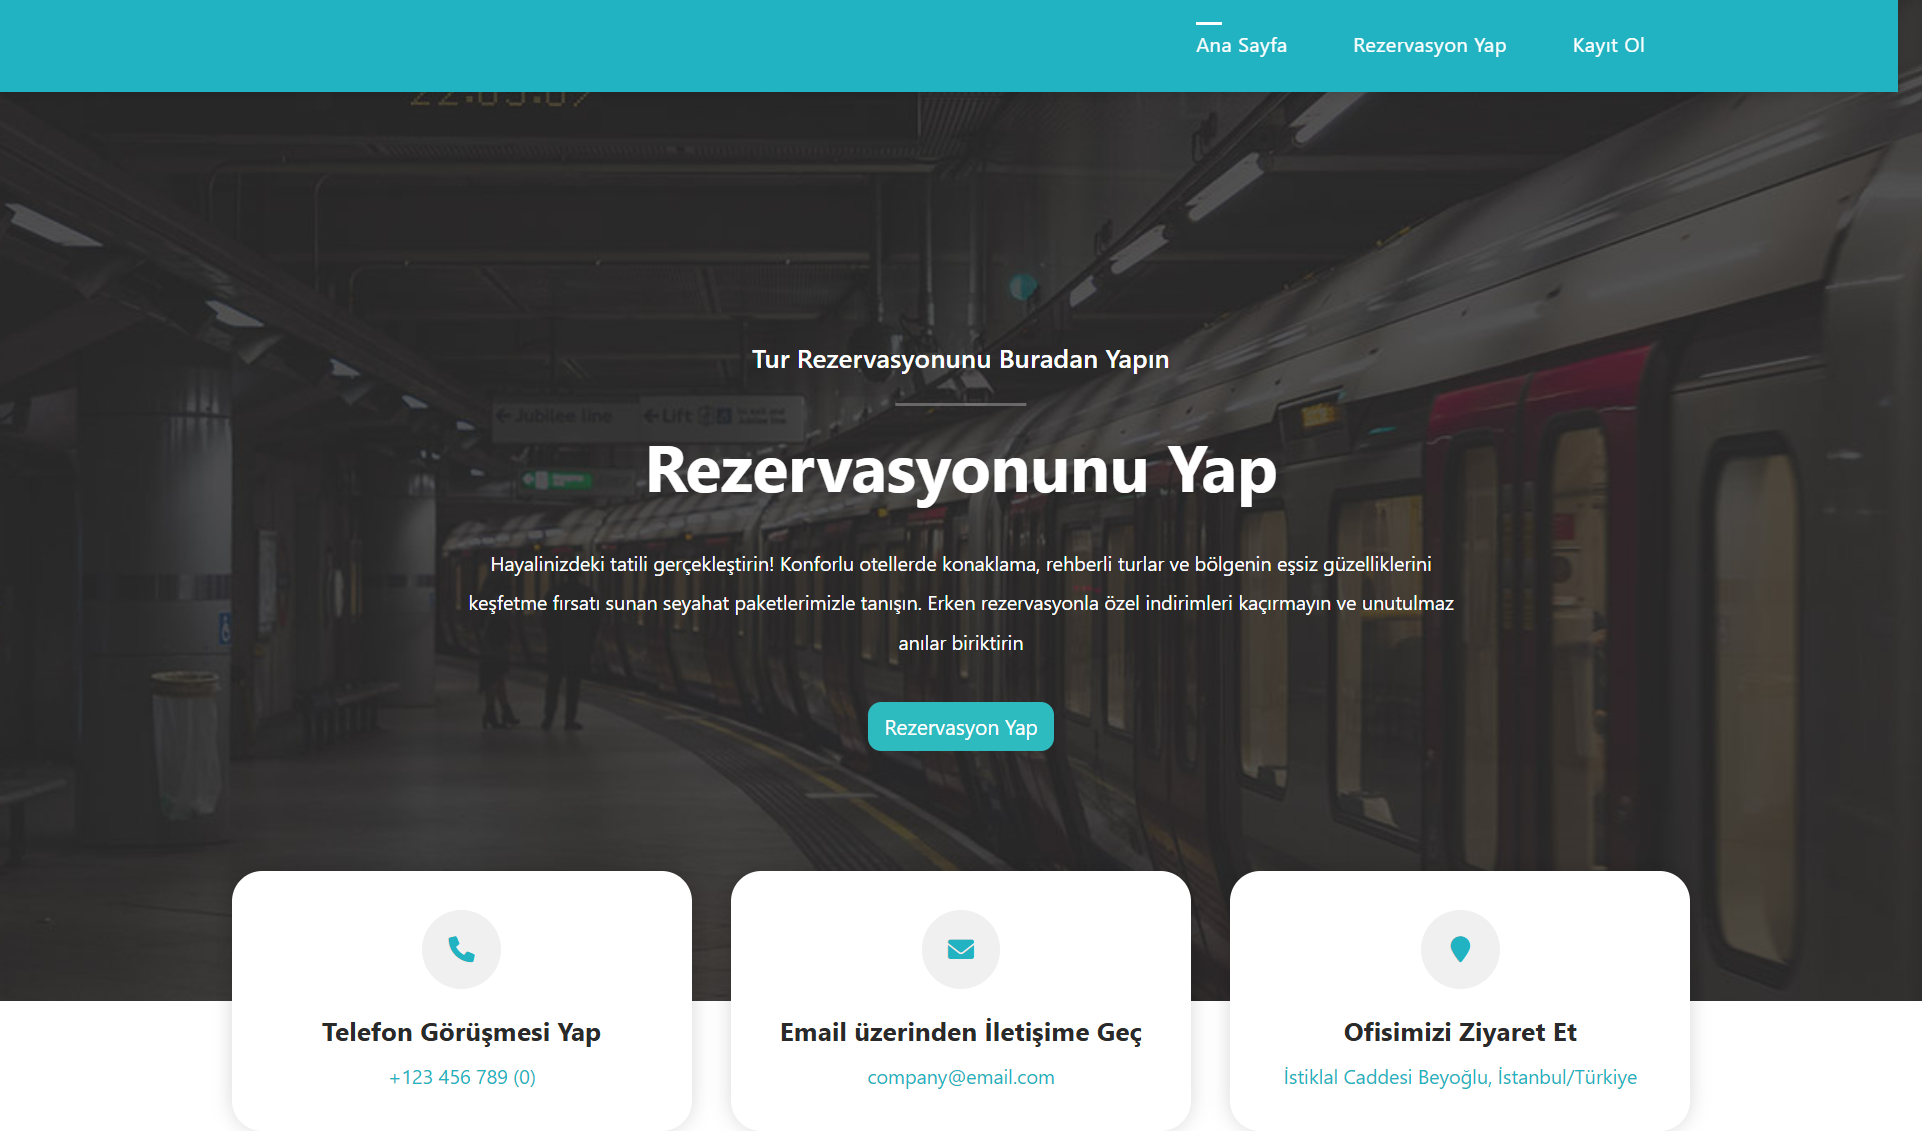 Ana Sayfa Rezervasyon Yap Kayıt Ol
Tur Rezervasyonunu Buradan Yapın
← Jubilee line ← Lift
Rezervasyonunu Yap
Hayalinizdeki tatili gerçekleştirin! Konforlu otellerde konaklama, rehberli turlar ve bölgenin eşsiz güzelliklerini
keşfetme fırsatı sunan seyahat paketlerimizle tanışın. Erken rezervasyonla özel indirimleri kaçırmayın ve unutulmaz
anılar biriktirin
Rezervasyon Yap
Telefon Görüşmesi Yap
+123 456 789 (0)
Email üzerinden İletişime Geç
company@email.com
Ofisimizi Ziyaret Et
İstiklal Caddesi Beyoğlu, İstanbul/Türkiye